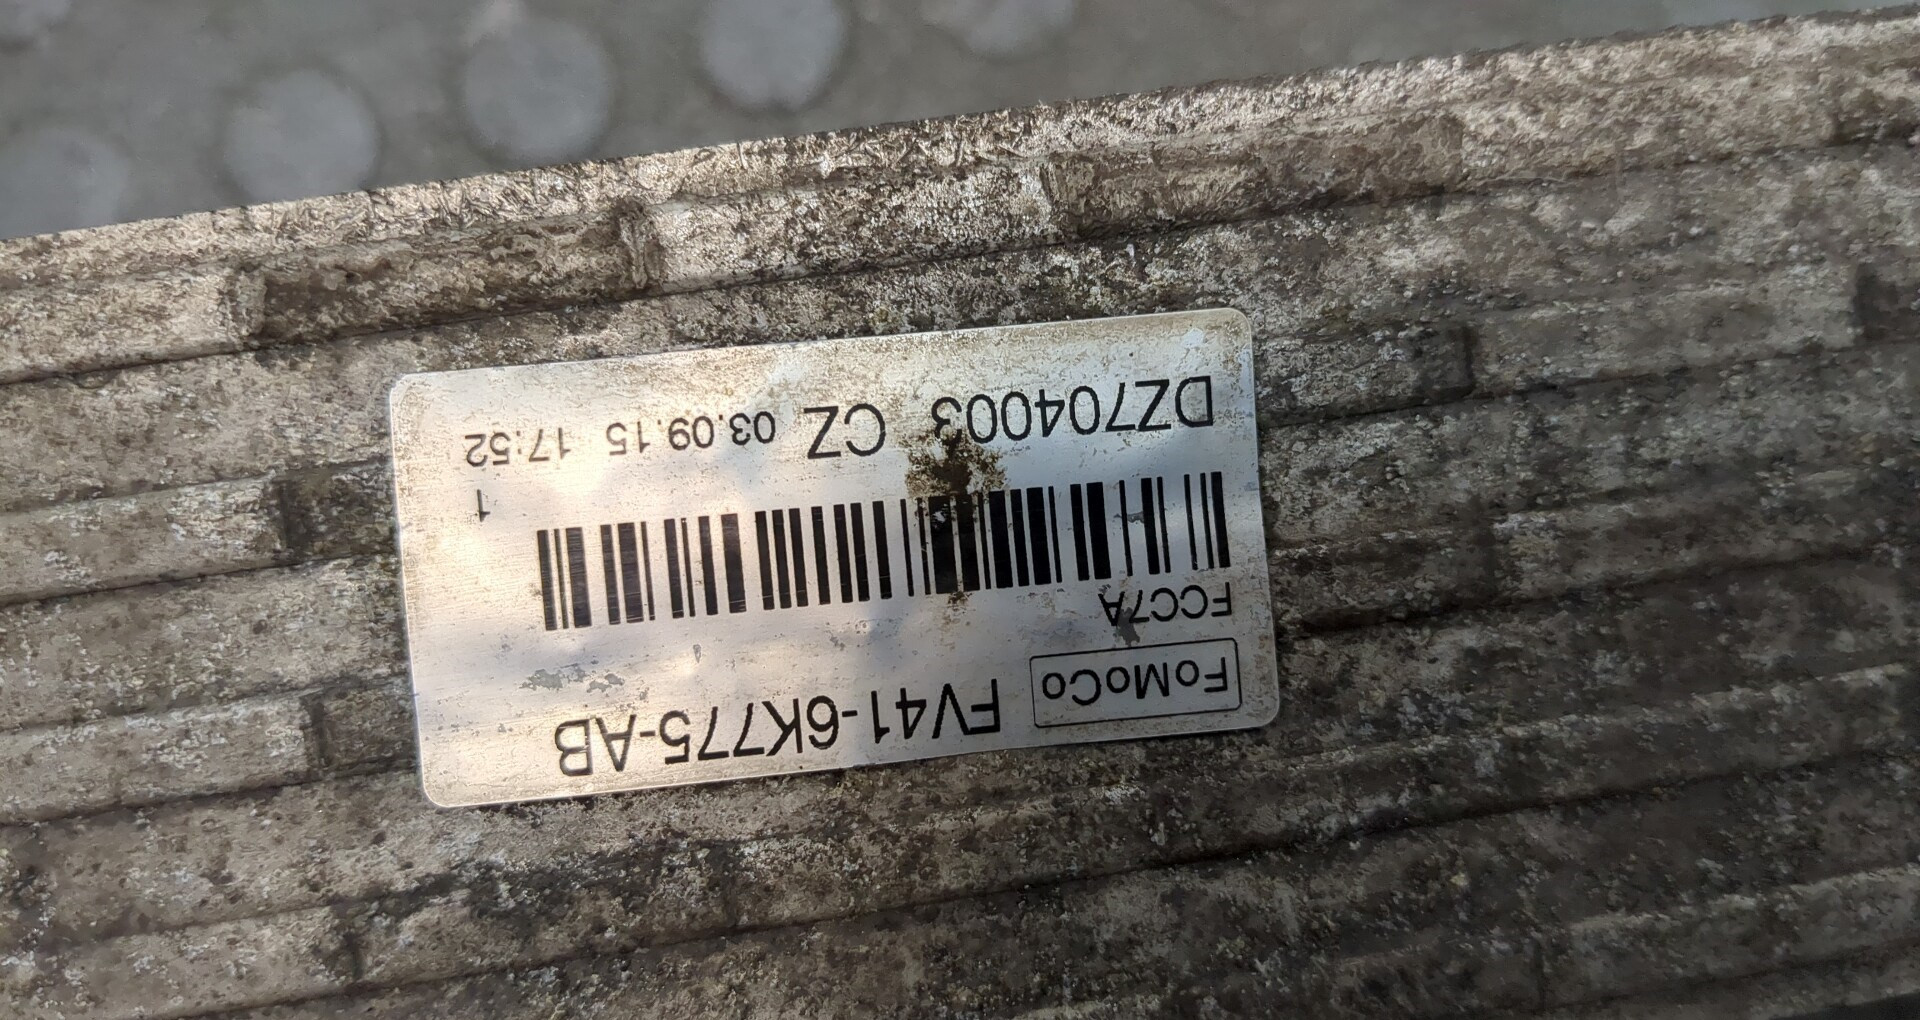 FoMoCo FV41-6K775-AB
FCC7A
1
DZ704003 CZ 03.09.15 17:52